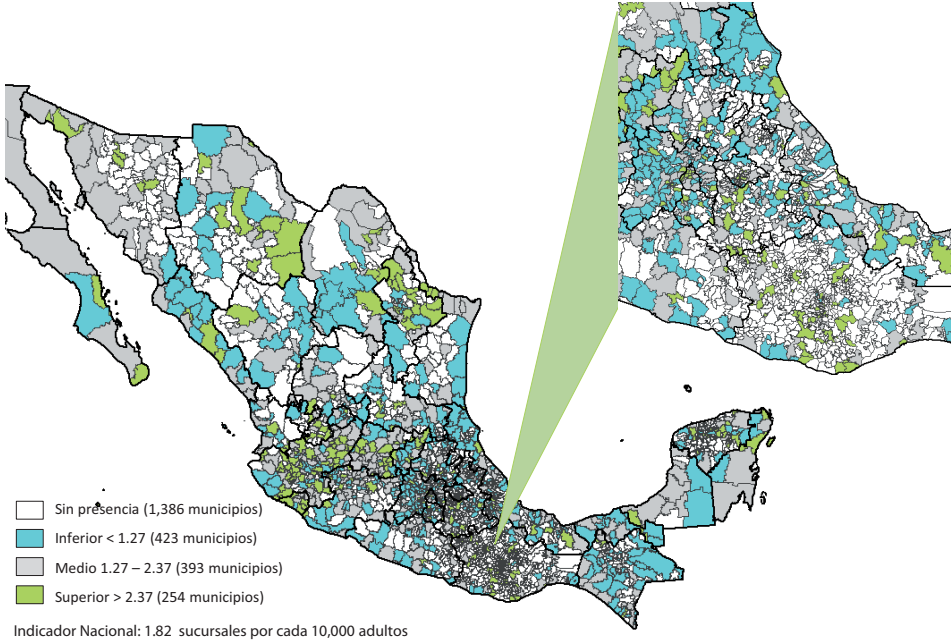 Sin presencia (1,386 municipios)
Inferior < 1.27 (423 municipios)
Medio 1.27 – 2.37 (393 municipios)
Superior > 2.37 (254 municipios)
Indicador Nacional: 1.82 sucursales por cada 10,000 adultos